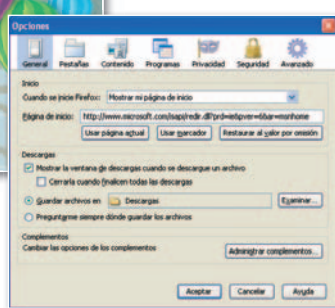 Opciones
General Pestañas Contenido Programas Privacidad Seguridad Avanzado
Inicio
Cuando se inicie Firefox: Mostrar mi página de inicio
Página de inicio: http://www.microsoft.com/isapi/redir.dll?prd=ie&pver=6&ar=msnhome
Usar página actual Usar marcador Restaurar al valor por omisión
Descargas
Mostrar la ventana de descargas cuando se descargue un archivo
Cerrarla cuando finalicen todas las descargas
Guardar archivos en Descargas Examinar...
Preguntarme siempre dónde guardar los archivos
Complementos
Cambiar las opciones de los complementos
Administrar complementos...
Aceptar Cancelar Ayuda